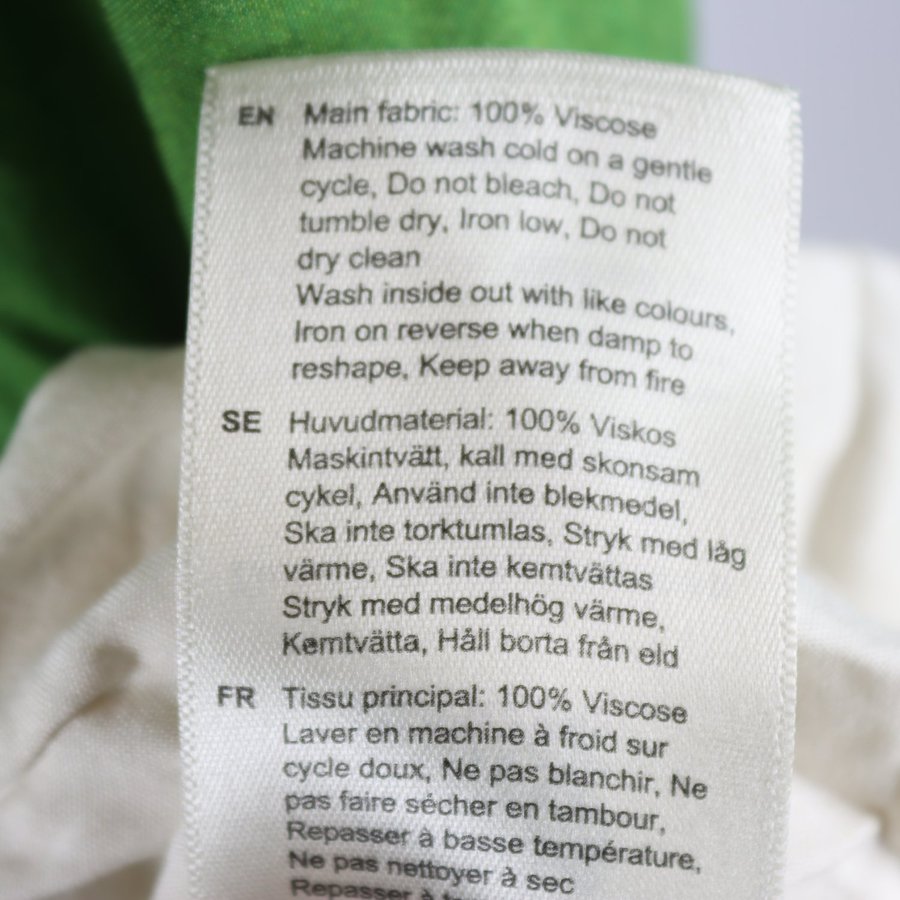 EN Main fabric: 100% Viscose
Machine wash cold on a gentle
cycle, Do not bleach, Do not
tumble dry, Iron low, Do not
dry clean
Wash inside out with like colours,
Iron on reverse when damp to
reshape, Keep away from fire
SE Huvudmaterial: 100% Viskos
Maskintvätt, kall med skonsam
cykel, Använd inte blekmedel,
Ska inte torktumlas, Stryk med låg
värme, Ska inte kemtvättas
Stryk med medelhög värme,
Kemtvätta, Håll borta från eld
FR Tissu principal: 100% Viscose
Laver en machine à froid sur
cycle doux, Ne pas blanchir, Ne
pas faire sécher en tambour,
Repasser à basse température,
Ne pas nettoyer à sec
Repasser à